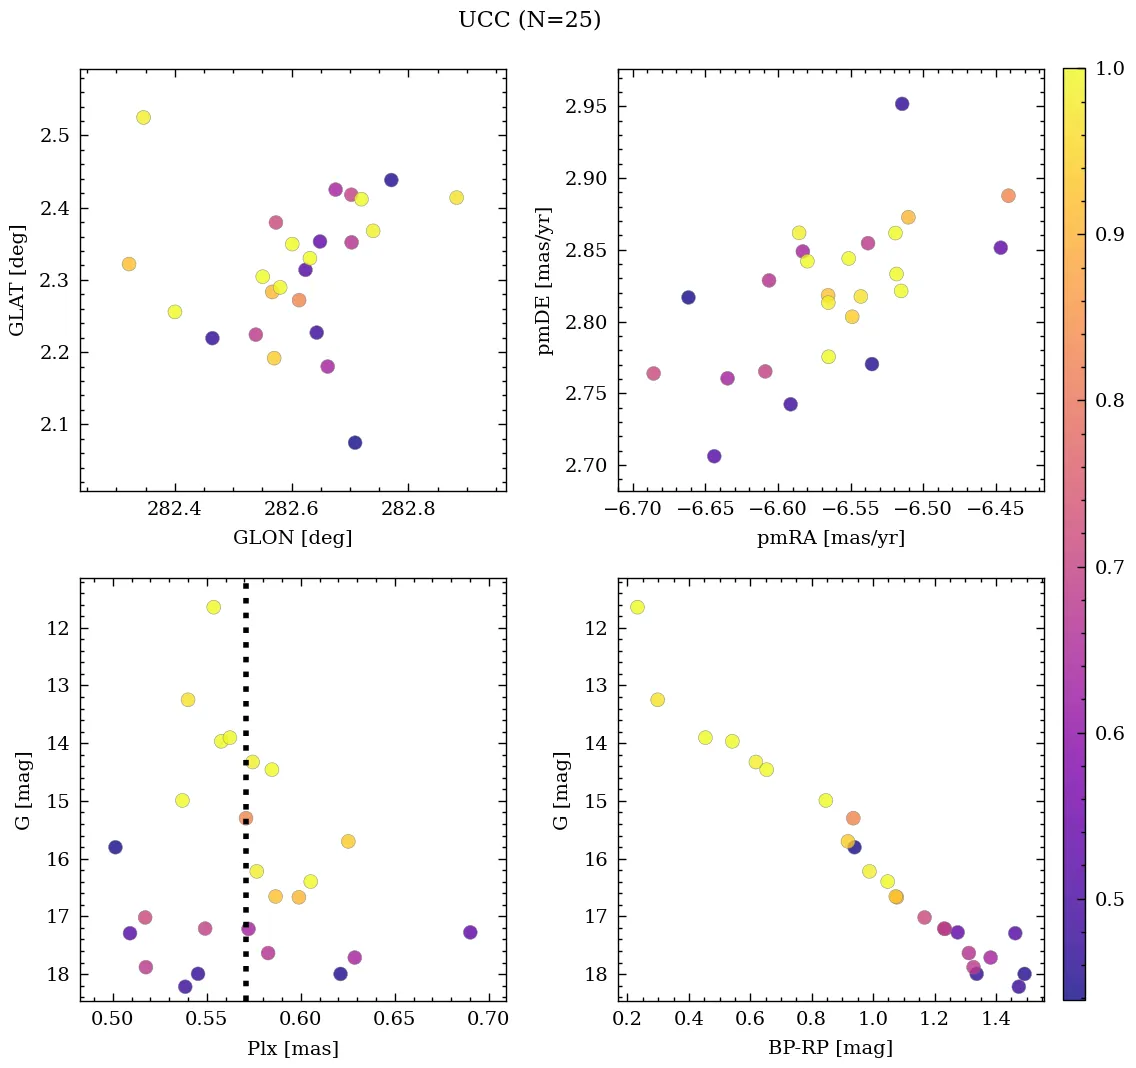 UCC (N=25)
2.5
2.4
2.3
2.2
2.1
GLAT [deg]
282.4 282.6 282.8
GLON [deg]
2.95
2.90
2.85
2.80
2.75
2.70
pmDE [mas/yr]
−6.70 −6.65 −6.60 −6.55 −6.50 −6.45
pmRA [mas/yr]
1.0
0.9
0.8
0.7
0.6
0.5
12
13
14
15
16
17
18
G [mag]
0.50 0.55 0.60 0.65 0.70
Plx [mas]
12
13
14
15
16
17
18
G [mag]
0.2 0.4 0.6 0.8 1.0 1.2 1.4
BP-RP [mag]